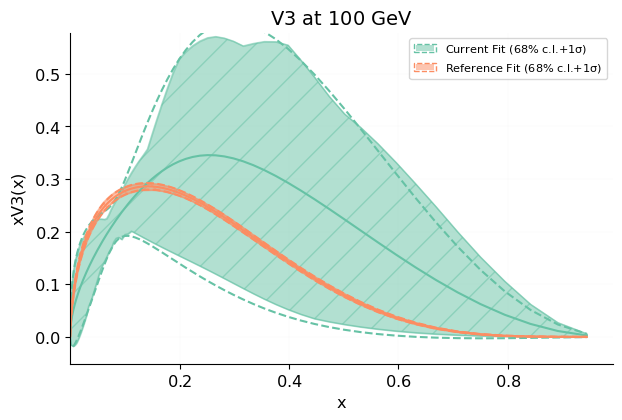 V3 at 100 GeV
Current Fit (68% c.l.+1σ)
Reference Fit (68% c.l.+1σ)
xV3(x)
0.5
0.4
0.3
0.2
0.1
0.0
0.2 0.4 0.6 0.8
x